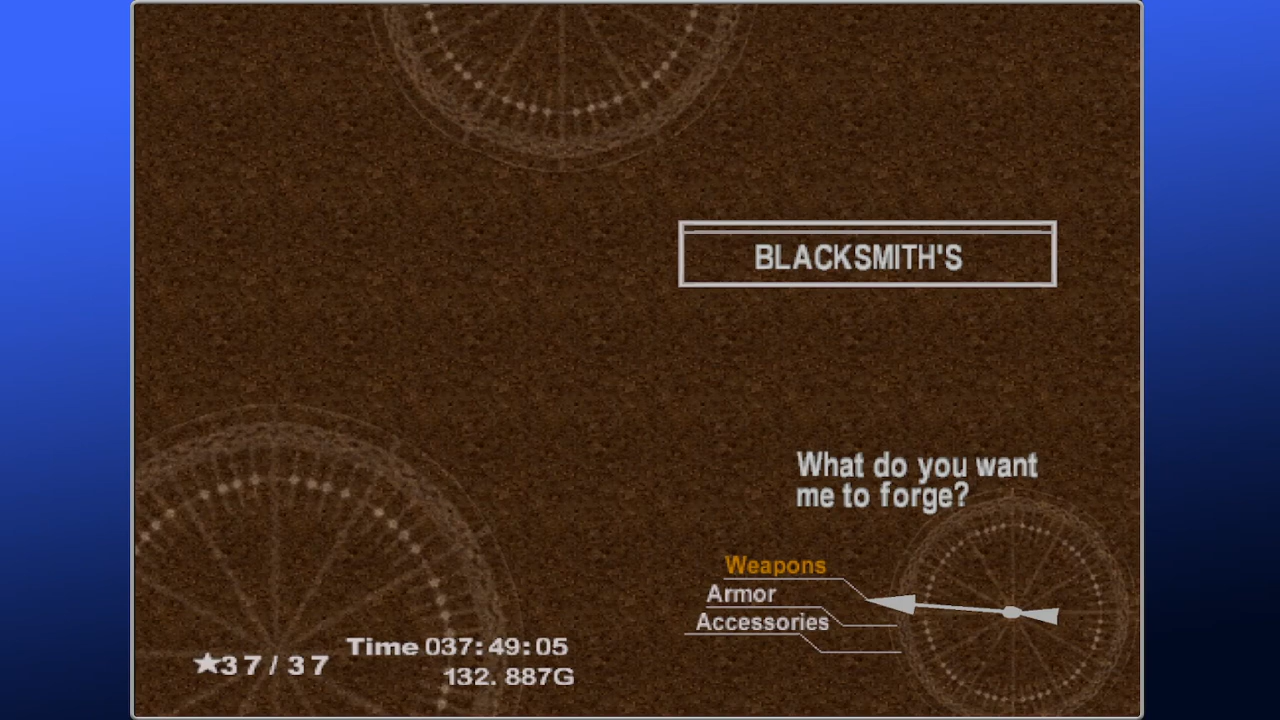 BLACKSMITH'S
What do you want
me to forge?
Weapons
Armor
Accessories
Time 037:49:05
★37/37
132. 887G